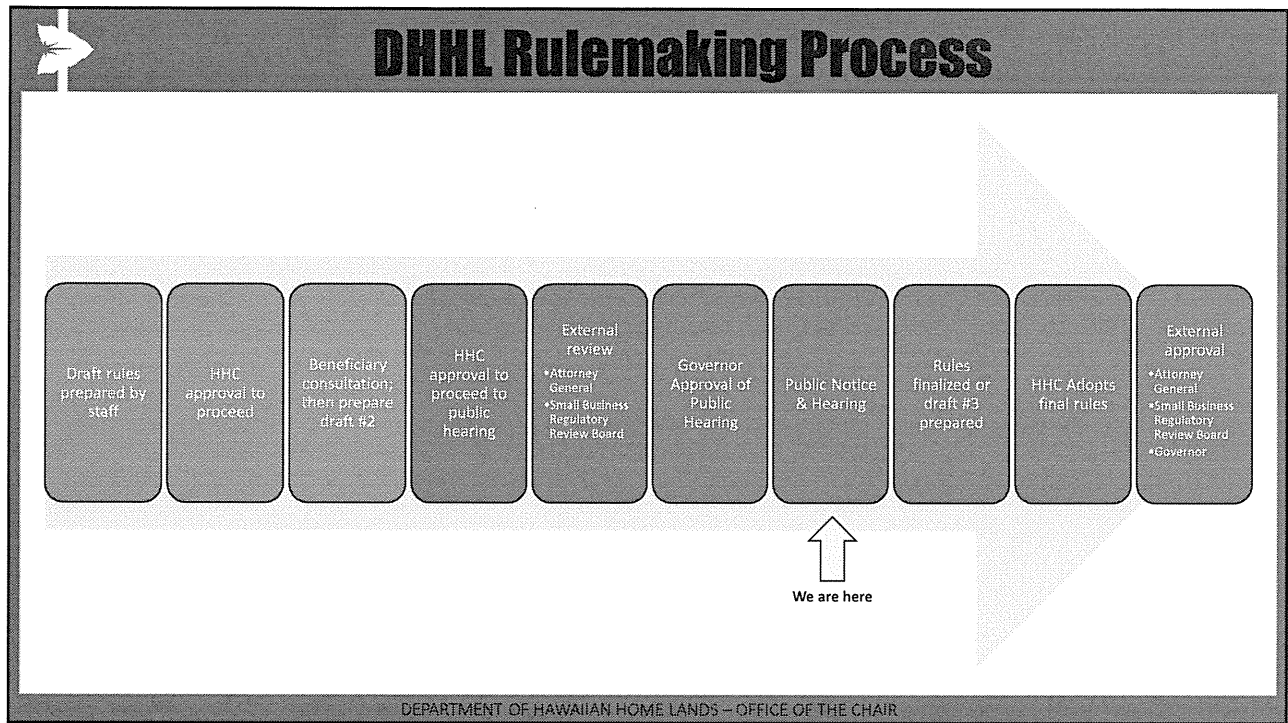 DHHL Rulemaking Process
Draft rules
prepared by
staff
HHC
approval to
proceed
Beneficiary
consultation;
then prepare
draft #2
HHC
approval to
proceed to
public
hearing
External
review
•Attorney
General
•Small Business
Regulatory
Review Board
Governor
Approval of
Public
Hearing
Public Notice
& Hearing
Rules
finalized or
draft #3
prepared
HHC Adopts
final rules
External
approval
•Attorney
General
•Small Business
Regulatory
Review Board
•Governor
We are here
DEPARTMENT OF HAWAIIAN HOME LANDS – OFFICE OF THE CHAIR